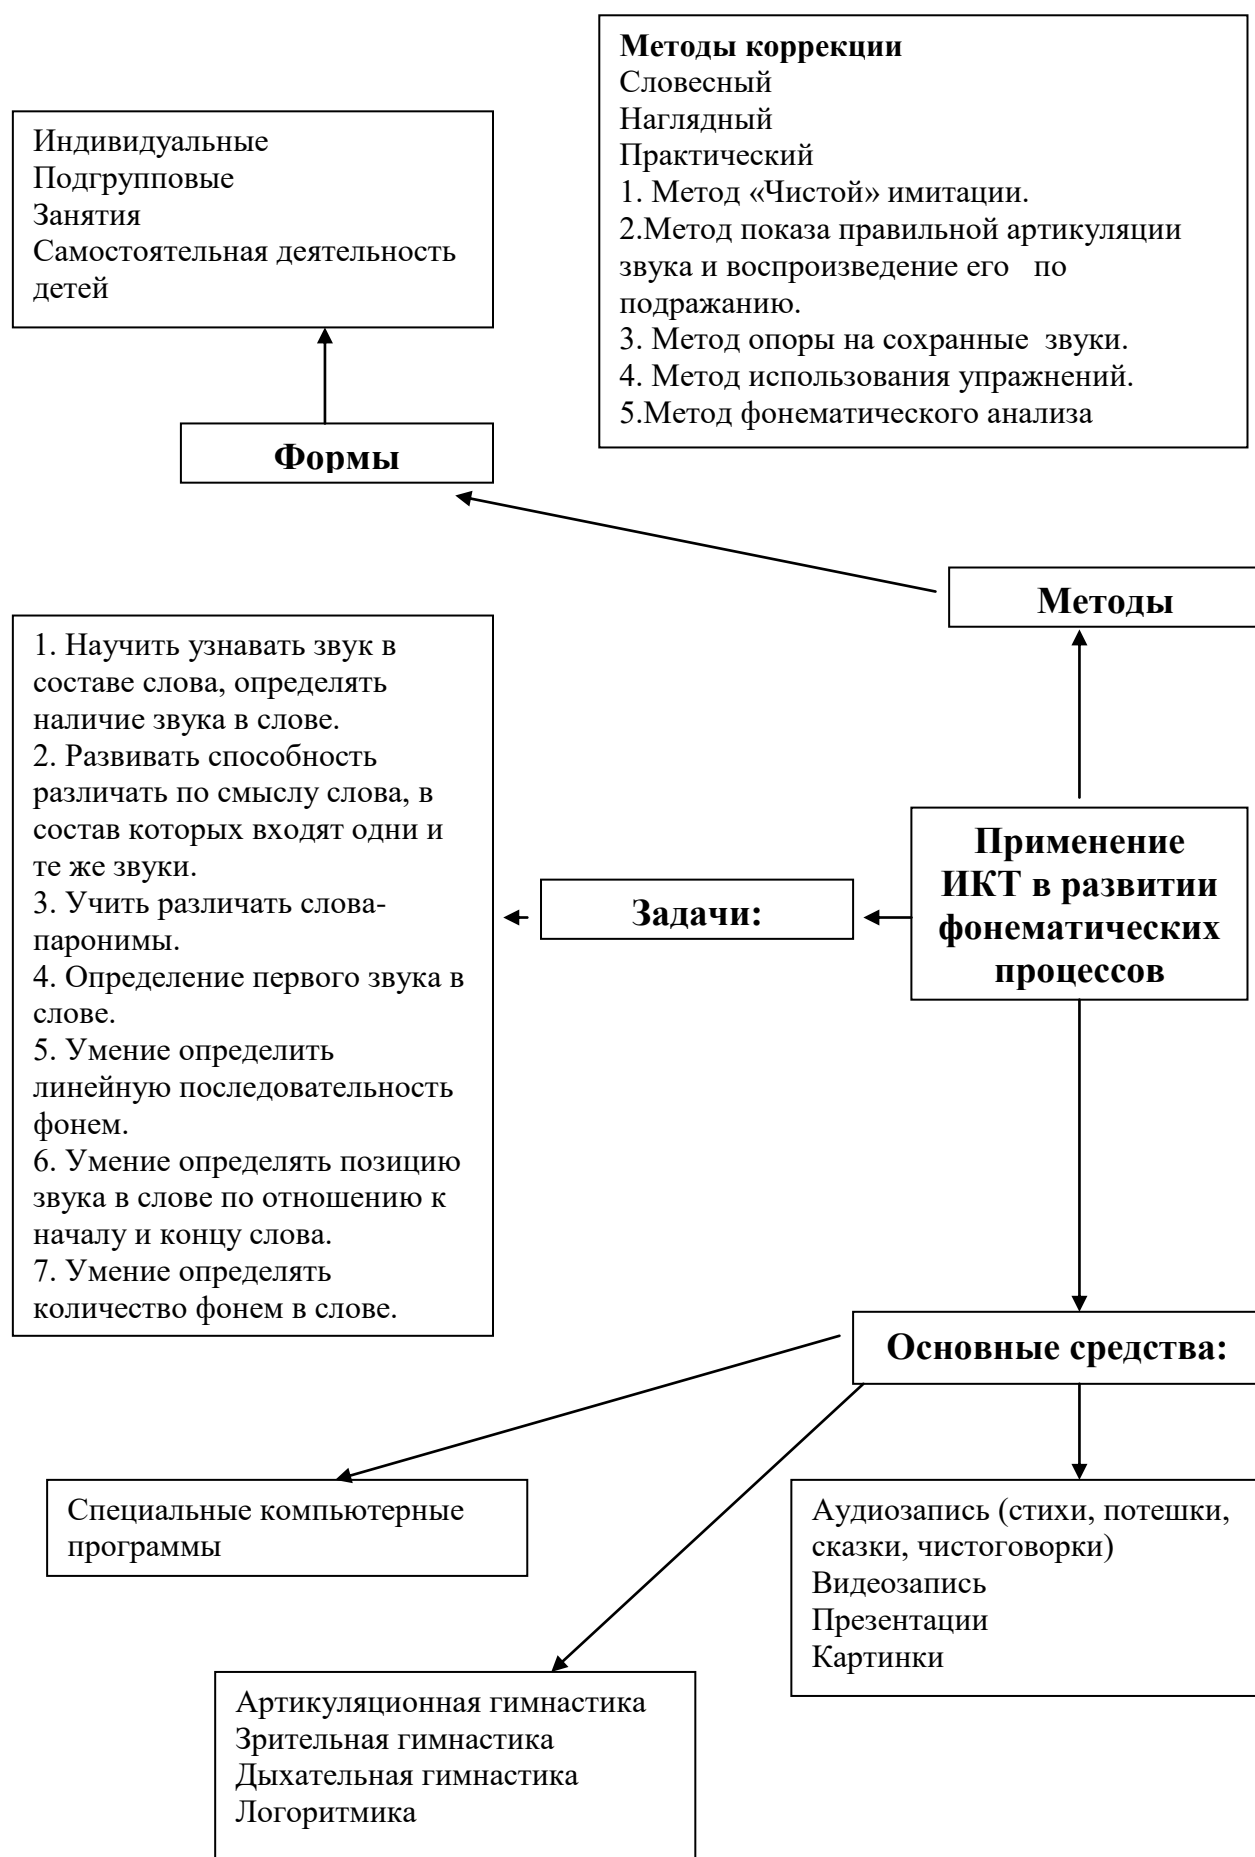 Методы коррекции
Словесный
Наглядный
Практический
1. Метод «Чистой» имитации.
2.Метод показа правильной артикуляции
звука и воспроизведение его по
подражанию.
3. Метод опоры на сохранные звуки.
4. Метод использования упражнений.
5.Метод фонематического анализа
Индивидуальные
Подгрупповые
Занятия
Самостоятельная деятельность
детей
Формы
Методы
1. Научить узнавать звук в
составе слова, определять
наличие звука в слове.
2. Развивать способность
различать по смыслу слова, в
состав которых входят одни и
те же звуки.
3. Учить различать слова-
паронимы.
4. Определение первого звука в
слове.
5. Умение определить
линейную последовательность
фонем.
6. Умение определять позицию
звука в слове по отношению к
началу и концу слова.
7. Умение определять
количество фонем в слове.
Задачи:
Применение
ИКТ в развитии
фонематических
процессов
Основные средства:
Специальные компьютерные
программы
Аудиозапись (стихи, потешки,
сказки, чистоговорки)
Видеозапись
Презентации
Картинки
Артикуляционная гимнастика
Зрительная гимнастика
Дыхательная гимнастика
Логоритмика